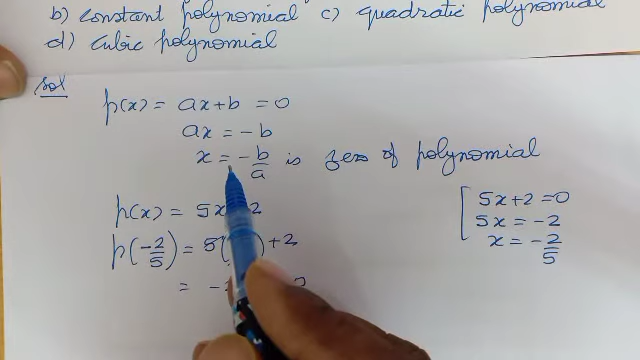 b) constant polynomial c) quadratic polynomial
d) cubic polynomial
Sol
p(x) = ax+b = 0
ax = -b
x = -b/a is zero of polynomial
p(x) = 5x 2
p(-2/5) = 5( ) +2
= -
5x+2=0
5x = -2
x = -2/5